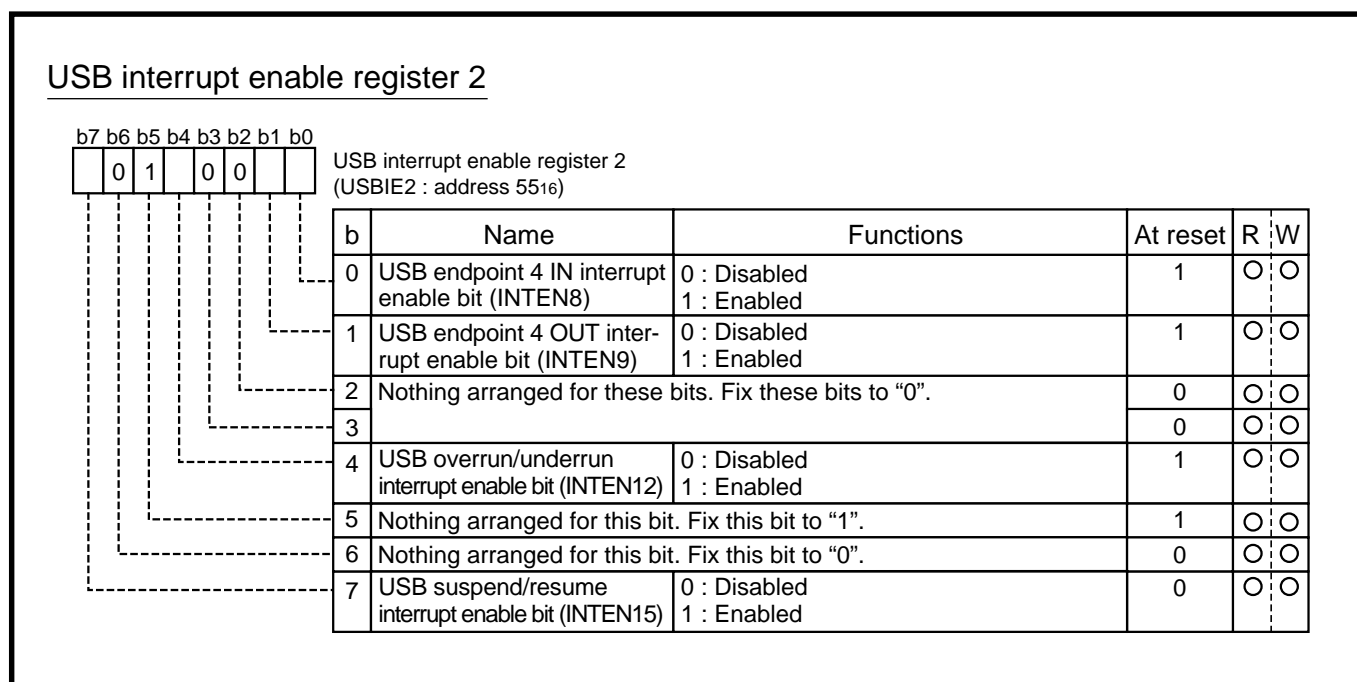 USB interrupt enable register 2
b7 b6 b5 b4 b3 b2 b1 b0
0 1 0 0
USB interrupt enable register 2
(USBIE2 : address 5516)
b Name Functions At reset R W
0 USB endpoint 4 IN interrupt 0 : Disabled 1 O O
enable bit (INTEN8) 1 : Enabled
1 USB endpoint 4 OUT inter- 0 : Disabled 1 O O
rupt enable bit (INTEN9) 1 : Enabled
2 Nothing arranged for these bits. Fix these bits to “0”. 0 O O
3 0 O O
4 USB overrun/underrun 0 : Disabled 1 O O
interrupt enable bit (INTEN12) 1 : Enabled
5 Nothing arranged for this bit. Fix this bit to “1”. 1 O O
6 Nothing arranged for this bit. Fix this bit to “0”. 0 O O
7 USB suspend/resume 0 : Disabled 0 O O
interrupt enable bit (INTEN15) 1 : Enabled